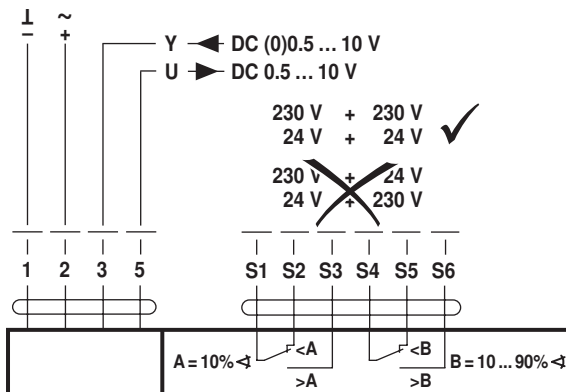 ⊥ ~
− +
Y DC (0)0.5 ... 10 V
U DC 0.5 ... 10 V
230 V + 230 V
24 V + 24 V
230 V + 24 V
24 V + 230 V
1 2 3 5 S1 S2 S3 S4 S5 S6
A = 10% ∢ <A <B B = 10 ... 90% ∢
>A >B